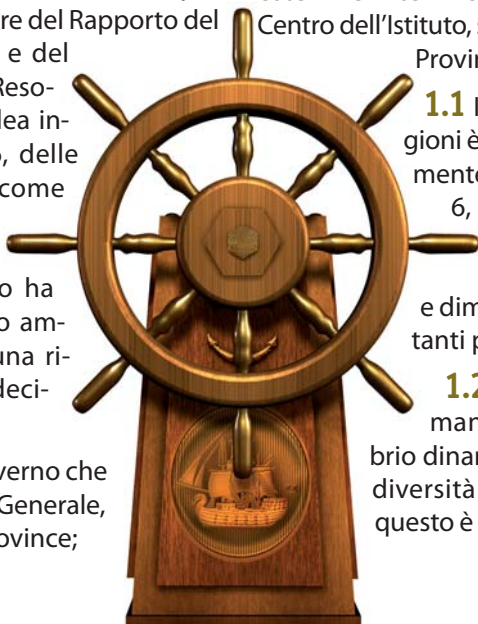 re del Rapporto del
e del
Reso-
lea in-
, delle
come
o ha
o am-
una ri-
deci-
verno che
Generale,
ovince;
Centro dell'Istituto, s
Provin
1.1 I
gioni è
mente
6,
e dim
tanti p
1.2
man
brio dinar
diversità
questo è